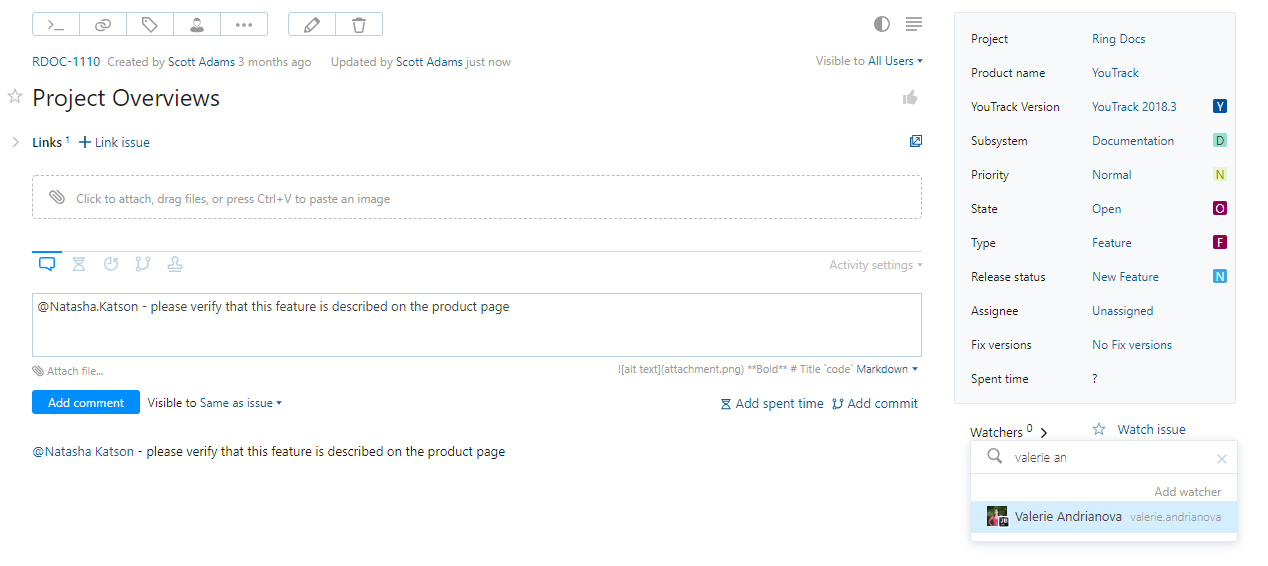 RDOC-1110 Created by Scott Adams 3 months ago Updated by Scott Adams just now Visible to All Users
Project Overviews
Links 1 Link issue
Click to attach, drag files, or press Ctrl+V to paste an image
Activity settings
@Natasha.Katson - please verify that this feature is described on the product page
Attach file... ![alt text](attachment.png) **Bold** # Title `code` Markdown
Add comment Visible to Same as issue Add spent time Add commit
@Natasha Katson - please verify that this feature is described on the product page
Project Ring Docs
Product name YouTrack
YouTrack Version YouTrack 2018.3 Y
Subsystem Documentation D
Priority Normal N
State Open O
Type Feature F
Release status New Feature N
Assignee Unassigned
Fix versions No Fix versions
Spent time ?
Watchers 0 Watch issue
valerie an
Add watcher
JB Valerie Andrianova valerie.andrianova